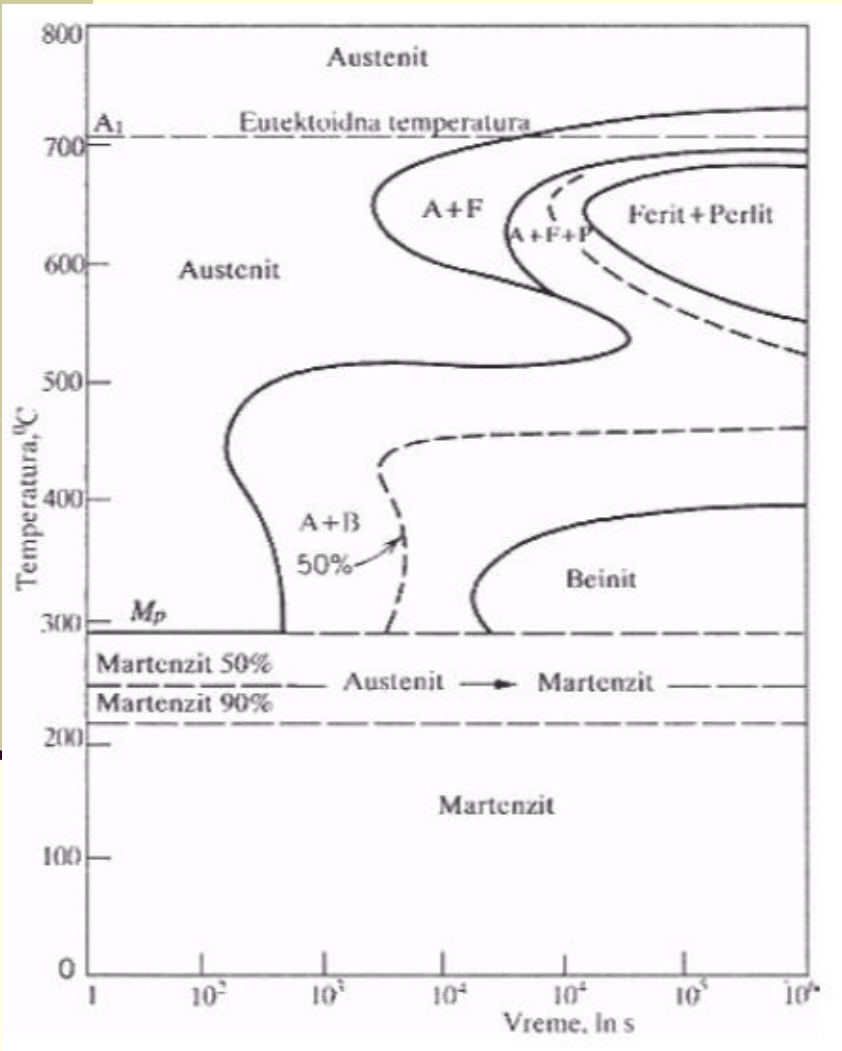 800
Austenit
A₁
Eutektoidna temperatura
700
A+F
Ferit+Perlit
A+F+P
600
Austenit
500
Temperatura, ⁰C
400
A+B
50%
Beinit
300
Mp
Martenzit 50%
Austenit → Martenzit
Martenzit 90%
200
Martenzit
100
0
1 10² 10³ 10⁴ 10⁴ 10⁵ 10⁶
Vreme, ln s